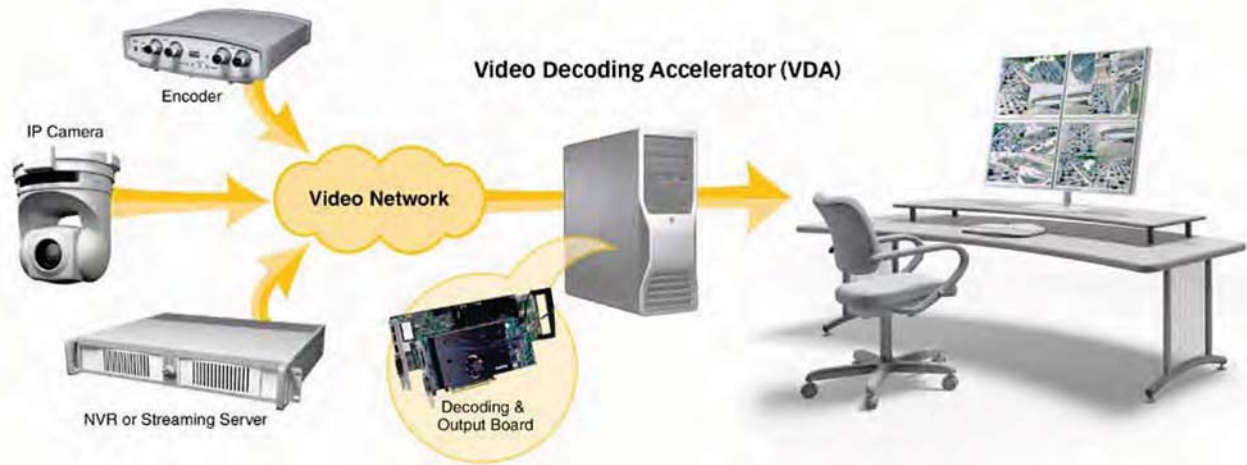 Encoder
Video Decoding Accelerator (VDA)
IP Camera
Video Network
NVR or Streaming Server
Decoding &
Output Board